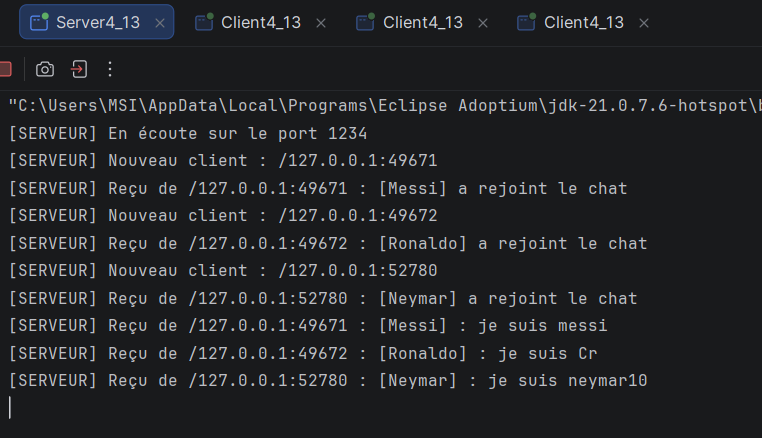 Server4_13 Client4_13 Client4_13 Client4_13
"C:\Users\MSI\AppData\Local\Programs\Eclipse Adoptium\jdk-21.0.7.6-hotspot\b
[SERVEUR] En écoute sur le port 1234
[SERVEUR] Nouveau client : /127.0.0.1:49671
[SERVEUR] Reçu de /127.0.0.1:49671 : [Messi] a rejoint le chat
[SERVEUR] Nouveau client : /127.0.0.1:49672
[SERVEUR] Reçu de /127.0.0.1:49672 : [Ronaldo] a rejoint le chat
[SERVEUR] Nouveau client : /127.0.0.1:52780
[SERVEUR] Reçu de /127.0.0.1:52780 : [Neymar] a rejoint le chat
[SERVEUR] Reçu de /127.0.0.1:49671 : [Messi] : je suis messi
[SERVEUR] Reçu de /127.0.0.1:49672 : [Ronaldo] : je suis Cr
[SERVEUR] Reçu de /127.0.0.1:52780 : [Neymar] : je suis neymar10